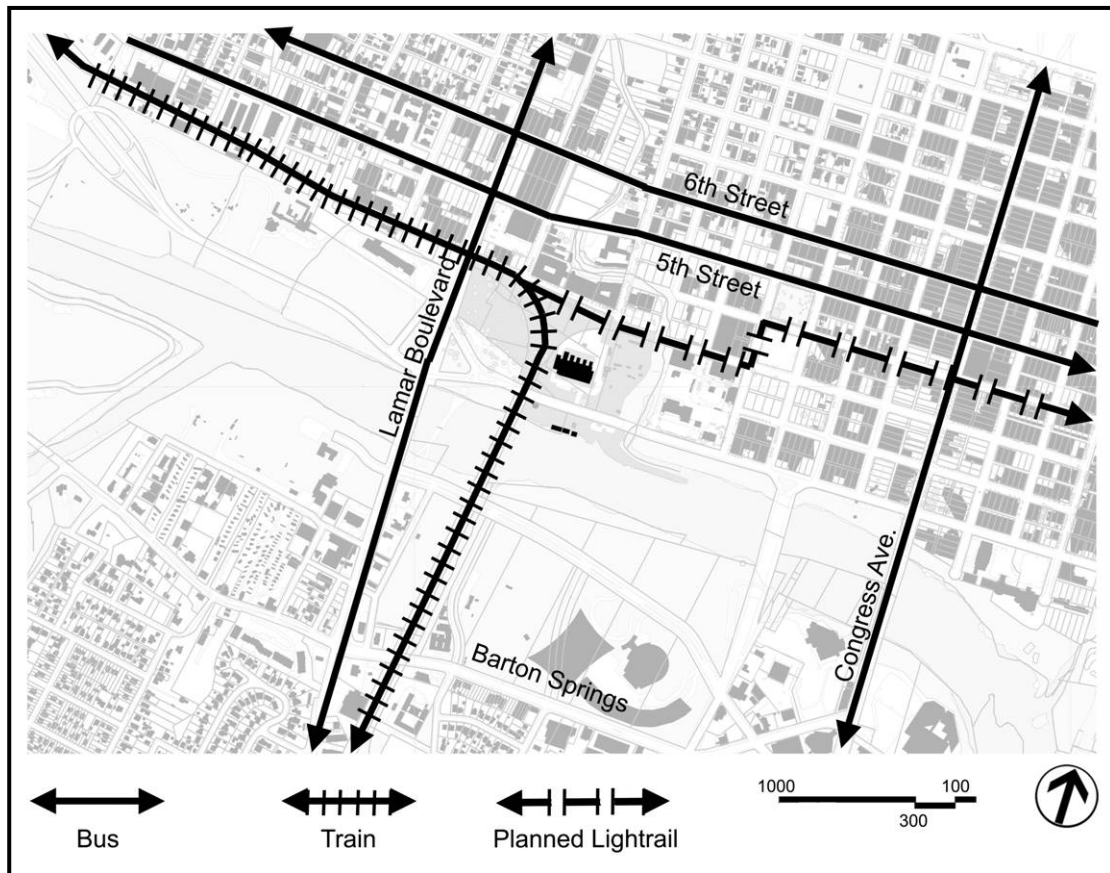 6th Street
5th Street
Lamar Boulevard
Congress Ave.
Barton Springs
Bus
Train
Planned Lightrail
1000
100
300